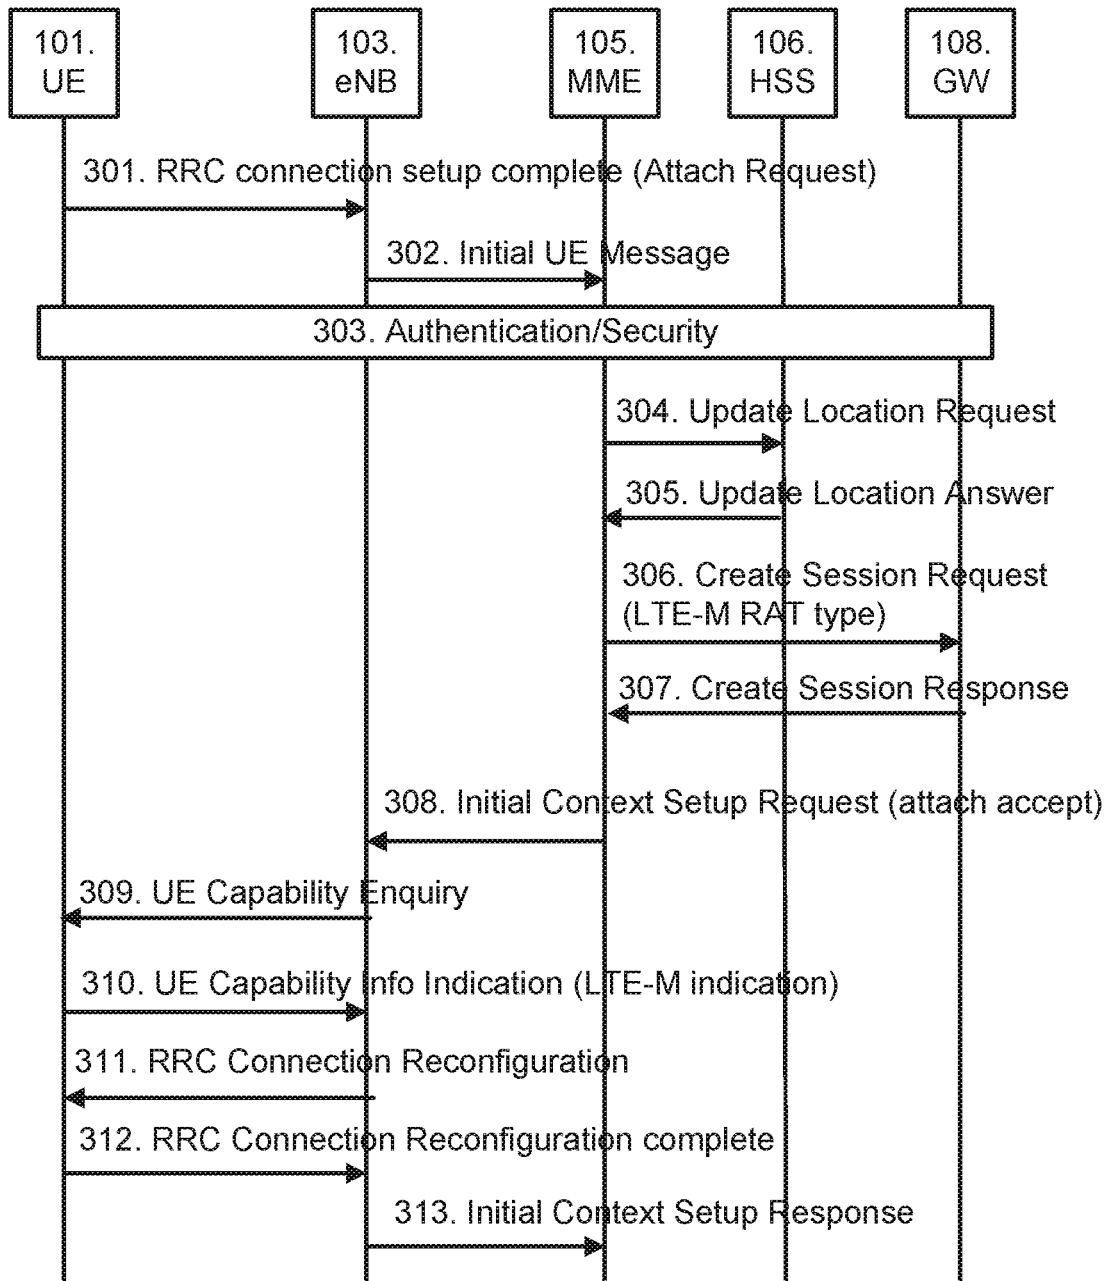 101.
UE
103.
eNB
105.
MME
106.
HSS
108.
GW
301. RRC connection setup complete (Attach Request)
302. Initial UE Message
303. Authentication/Security
304. Update Location Request
305. Update Location Answer
306. Create Session Request
(LTE-M RAT type)
307. Create Session Response
308. Initial Context Setup Request (attach accept)
309. UE Capability Enquiry
310. UE Capability Info Indication (LTE-M indication)
311. RRC Connection Reconfiguration
312. RRC Connection Reconfiguration complete
313. Initial Context Setup Response